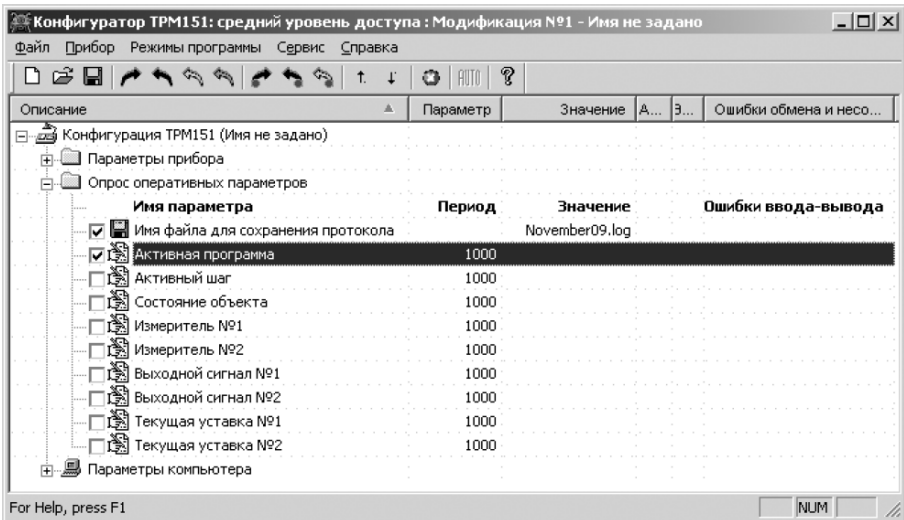 Конфигуратор ТРМ151: средний уровень доступа : Модификация №1 - Имя не задано
Файл Прибор Режимы программы Сервис Справка
AUTO
Описание Параметр Значение А... Э... Ошибки обмена и несо...
Конфигурация ТРМ151 (Имя не задано)
Параметры прибора
Опрос оперативных параметров
Имя параметра Период Значение Ошибки ввода-вывода
Имя файла для сохранения протокола November09.log
Активная программа 1000
Активный шаг 1000
Состояние объекта 1000
Измеритель №1 1000
Измеритель №2 1000
Выходной сигнал №1 1000
Выходной сигнал №2 1000
Текущая уставка №1 1000
Текущая уставка №2 1000
Параметры компьютера
For Help, press F1 NUM